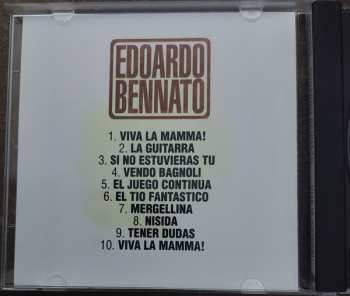 EDOARDO
BENNATO
1. VIVA LA MAMMA!
2. LA GUITARRA
3. SI NO ESTUVIERAS TU
4. VENDO BAGNOLI
5. EL JUEGO CONTINUA
6. EL TIO FANTASTICO
7. MERGELLINA
8. NISIDA
9. TENER DUDAS
10. VIVA LA MAMMA!